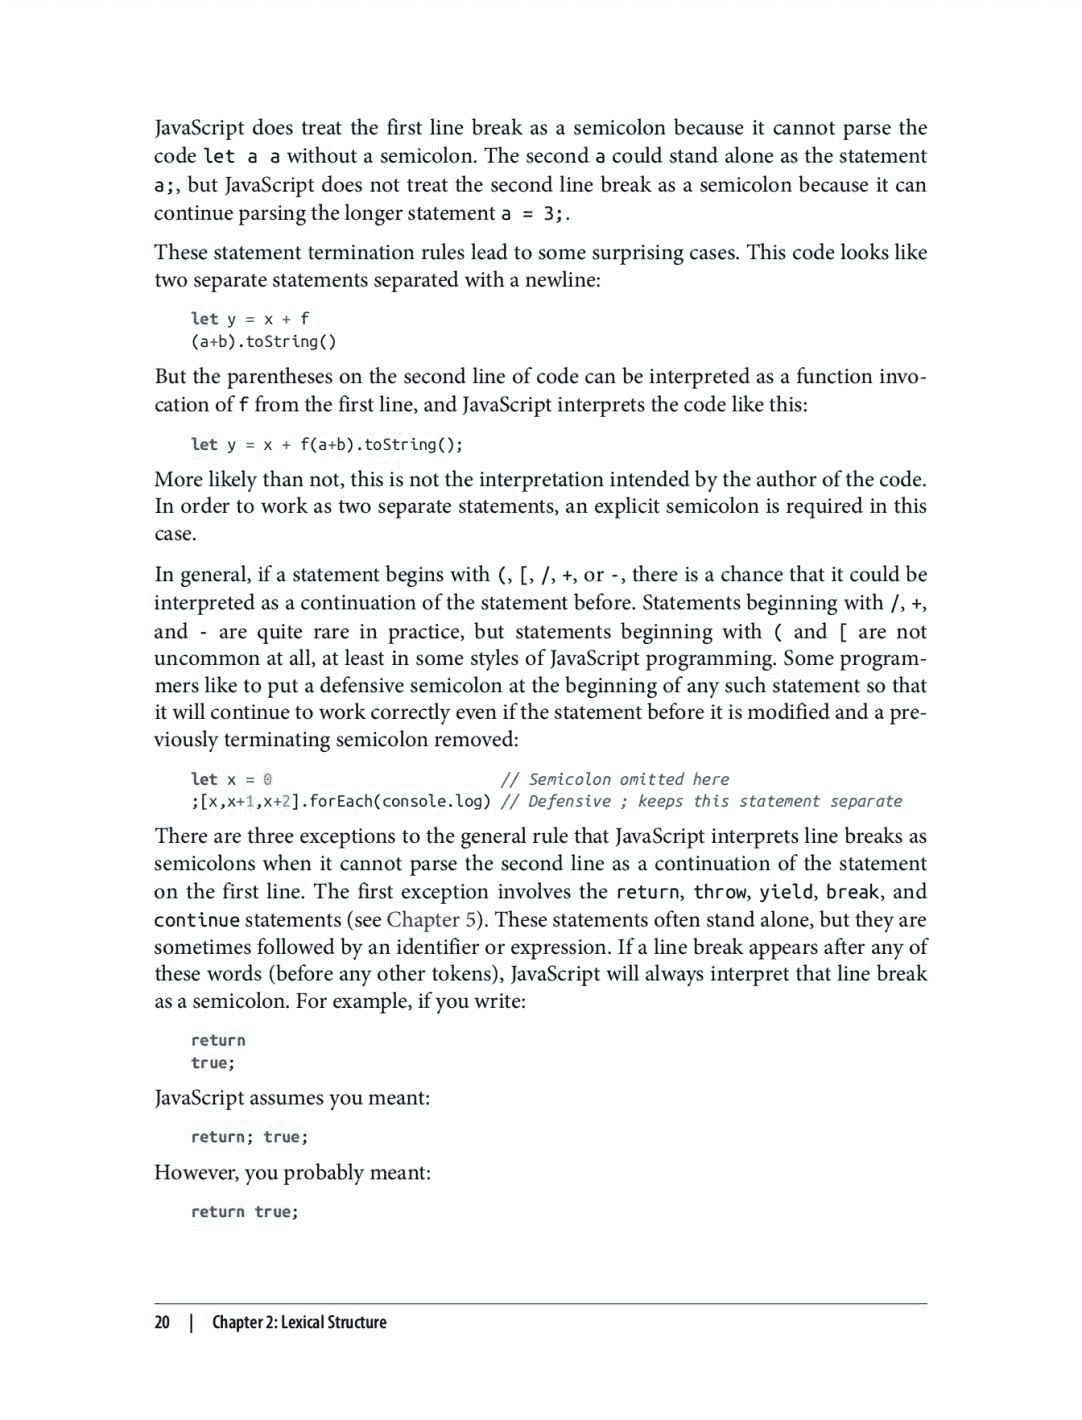 JavaScript does treat the first line break as a semicolon because it cannot parse the
code let a a without a semicolon. The second a could stand alone as the statement
a;, but JavaScript does not treat the second line break as a semicolon because it can
continue parsing the longer statement a = 3;.
These statement termination rules lead to some surprising cases. This code looks like
two separate statements separated with a newline:
let y = x + f
(a+b).toString()
But the parentheses on the second line of code can be interpreted as a function invo-
cation of f from the first line, and JavaScript interprets the code like this:
let y = x + f(a+b).toString();
More likely than not, this is not the interpretation intended by the author of the code.
In order to work as two separate statements, an explicit semicolon is required in this
case.
In general, if a statement begins with (, [, /, +, or -, there is a chance that it could be
interpreted as a continuation of the statement before. Statements beginning with /, +,
and - are quite rare in practice, but statements beginning with ( and [ are not
uncommon at all, at least in some styles of JavaScript programming. Some program-
mers like to put a defensive semicolon at the beginning of any such statement so that
it will continue to work correctly even if the statement before it is modified and a pre-
viously terminating semicolon removed:
let x = 0 // Semicolon omitted here
;[x,x+1,x+2].forEach(console.log) // Defensive ; keeps this statement separate
There are three exceptions to the general rule that JavaScript interprets line breaks as
semicolons when it cannot parse the second line as a continuation of the statement
on the first line. The first exception involves the return, throw, yield, break, and
continue statements (see Chapter 5). These statements often stand alone, but they are
sometimes followed by an identifier or expression. If a line break appears after any of
these words (before any other tokens), JavaScript will always interpret that line break
as a semicolon. For example, if you write:
return
true;
JavaScript assumes you meant:
return; true;
However, you probably meant:
return true;
20 | Chapter 2: Lexical Structure